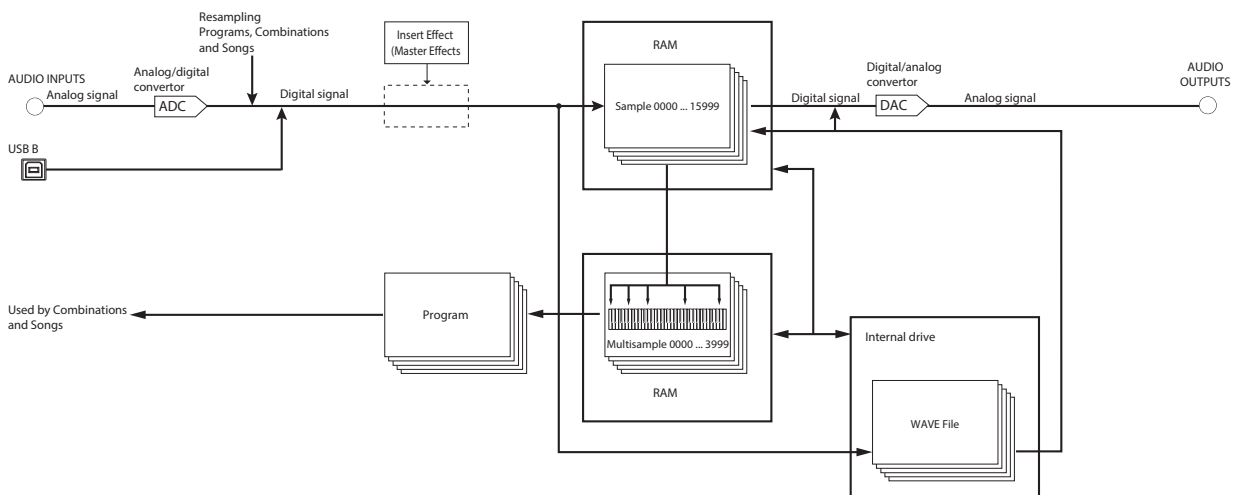 Resampling
Programs, Combinations
and Songs
Insert Effect
(Master Effects
RAM
AUDIO INPUTS
Analog signal
Analog/digital
convertor
ADC
Digital signal
Sample 0000 ... 15999
Digital signal
Digital/analog
convertor
DAC
Analog signal
AUDIO
OUTPUTS
USB B
Used by Combinations
and Songs
Program
Multisample 0000 ... 3999
RAM
Internal drive
WAVE File